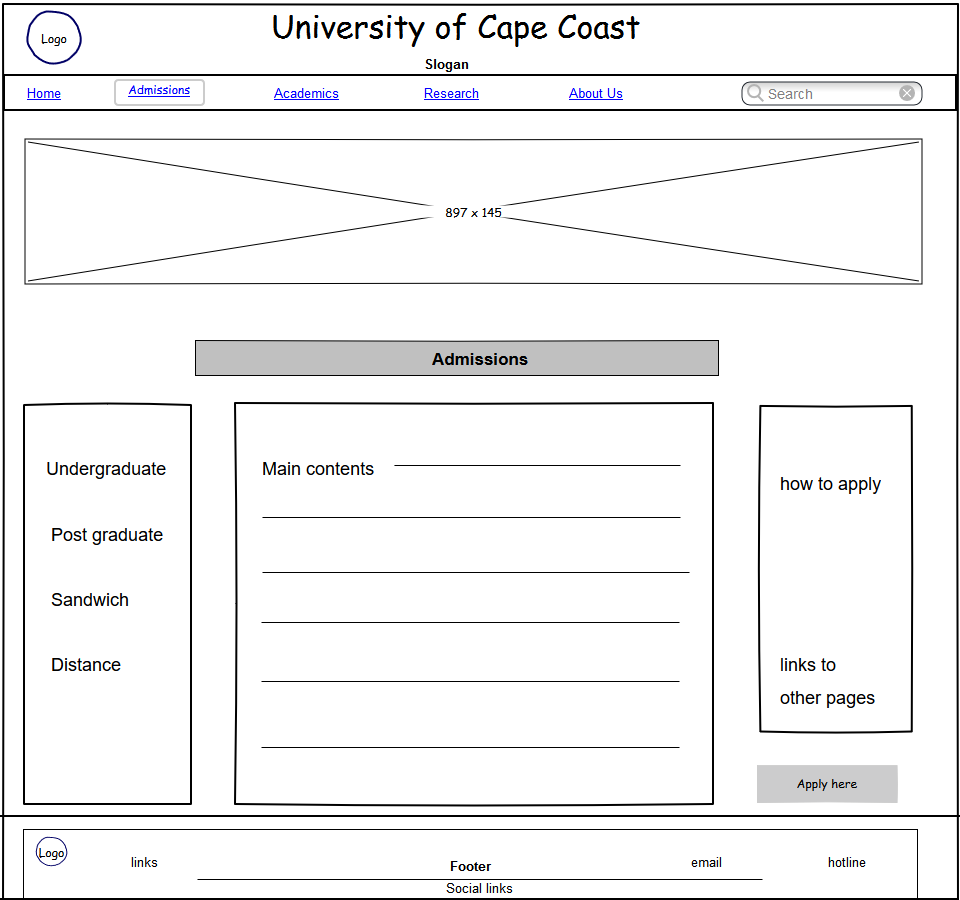 Logo
University of Cape Coast
Slogan
Home
Admissions
Academics
Research
About Us
Search
897 x 145
Admissions
Undergraduate
Post graduate
Sandwich
Distance
Main contents
how to apply
links to
other pages
Apply here
Logo
links
Footer
email
hotline
Social links